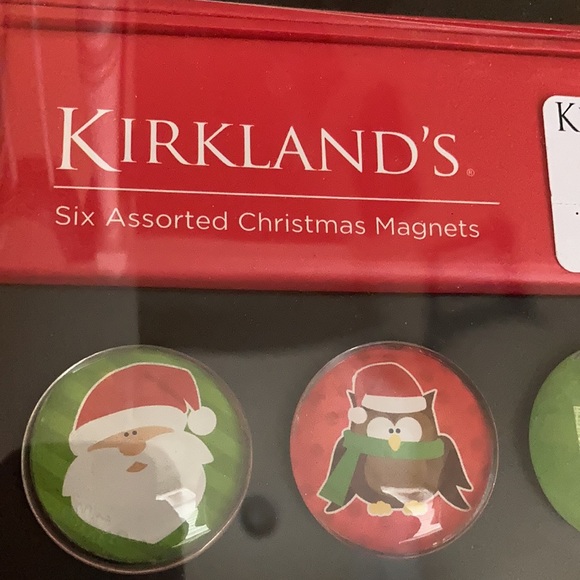 KIRKLAND'S®
Six Assorted Christmas Magnets
K